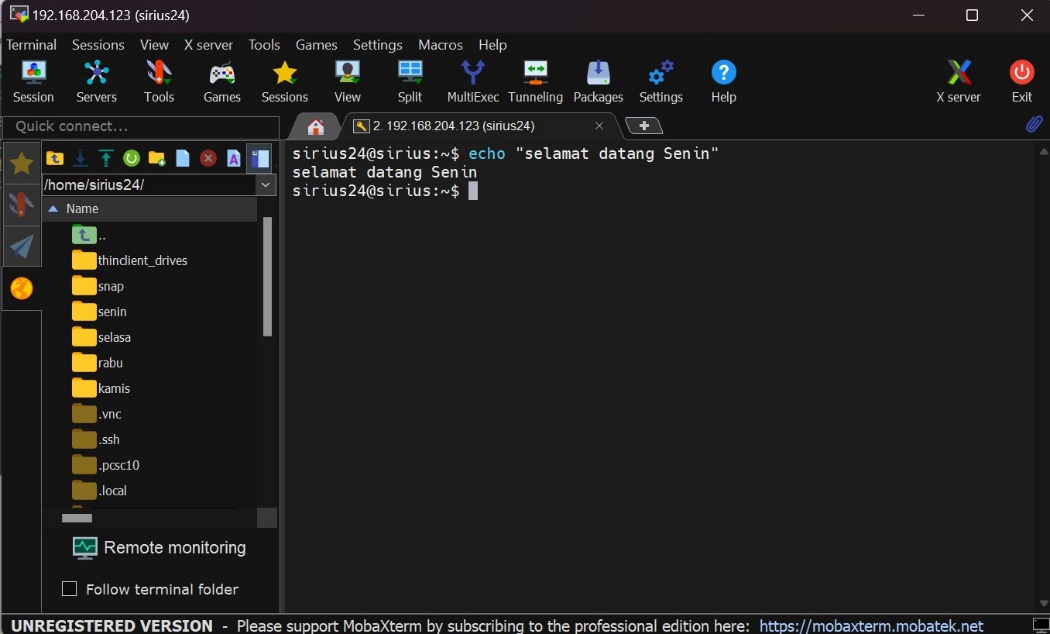 192.168.204.123 (sirius24)
Terminal Sessions View X server Tools Games Settings Macros Help
Session Servers Tools Games Sessions View Split MultiExec Tunneling Packages Settings Help X server Exit
Quick connect...
2. 192.168.204.123 (sirius24)
/home/sirius24/
Name
..
thinclient_drives
snap
senin
selasa
rabu
kamis
.vnc
.ssh
.pcsc10
.local
Remote monitoring
Follow terminal folder
sirius24@sirius:~$ echo "selamat datang Senin"
selamat datang Senin
sirius24@sirius:~$
UNREGISTERED VERSION - Please support MobaXterm by subscribing to the professional edition here: https://mobaxterm.mobatek.net